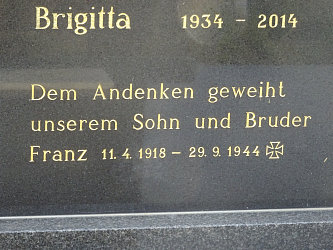 Brigitta 1934 – 2014
Dem Andenken geweiht
unserem Sohn und Bruder
Franz 11. 4. 1918 – 29. 9. 1944